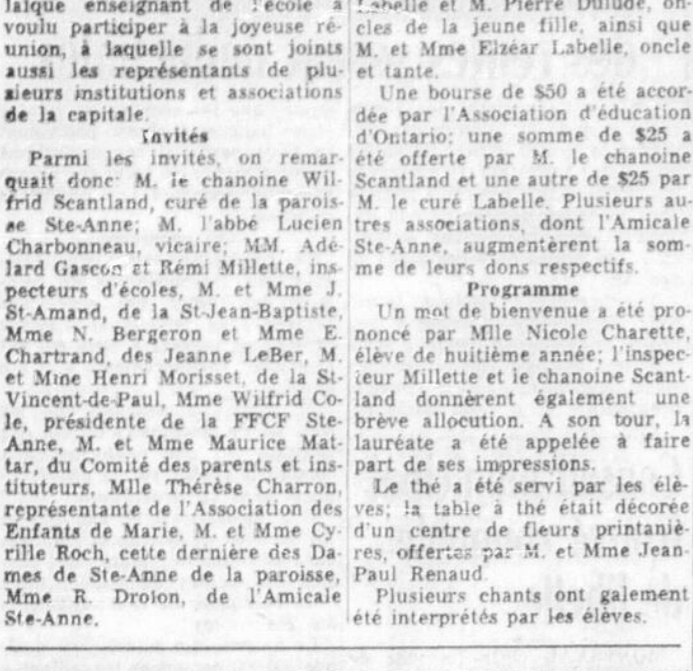 laïque enseignant de l'école a
voulu participer à la joyeuse ré-
union, à laquelle se sont joints
aussi les représentants de plu-
sieurs institutions et associations
de la capitale.
Invités
Parmi les invités, on remar-
quait donc: M. le chanoine Wil-
frid Scantland, curé de la parois-
se Ste-Anne; M. l'abbé Lucien
Charbonneau, vicaire; MM. Adé-
lard Gascon et Rémi Millette, ins-
pecteurs d'écoles, M. et Mme J.
St-Amand, de la St-Jean-Baptiste,
Mme N. Bergeron et Mme E.
Chartrand, des Jeanne LeBer, M.
et Mme Henri Morisset, de la St-
Vincent-de-Paul, Mme Wilfrid Co-
le, présidente de la FFCF Ste-
Anne, M. et Mme Maurice Mat-
tar, du Comité des parents et ins-
tituteurs, Mlle Thérèse Charron,
représentante de l'Association des
Enfants de Marie, M. et Mme Cy-
rille Roch, cette dernière des Da-
mes de Ste-Anne de la paroisse,
Mme R. Drolon, de l'Amicale
Ste-Anne.
Labelle et M. Pierre Dulude, on-
cles de la jeune fille, ainsi que
M. et Mme Elzéar Labelle, oncle
et tante.
Une bourse de $50 a été accor-
dée par l'Association d'éducation
d'Ontario; une somme de $25 a
été offerte par M. le chanoine
Scantland et une autre de $25 par
M. le curé Labelle. Plusieurs au-
tres associations, dont l'Amicale
Ste-Anne, augmentèrent la som-
me de leurs dons respectifs.
Programme
Un mot de bienvenue a été pro-
noncé par Mlle Nicole Charette,
élève de huitième année; l'inspec-
teur Millette et le chanoine Scant-
land donnèrent également une
brève allocution. A son tour, la
lauréate a été appelée à faire
part de ses impressions.
Le thé a été servi par les élè-
ves; la table à thé était décorée
d'un centre de fleurs printaniè-
res, offertes par M. et Mme Jean-
Paul Renaud.
Plusieurs chants ont galement
été interprétés par les élèves.